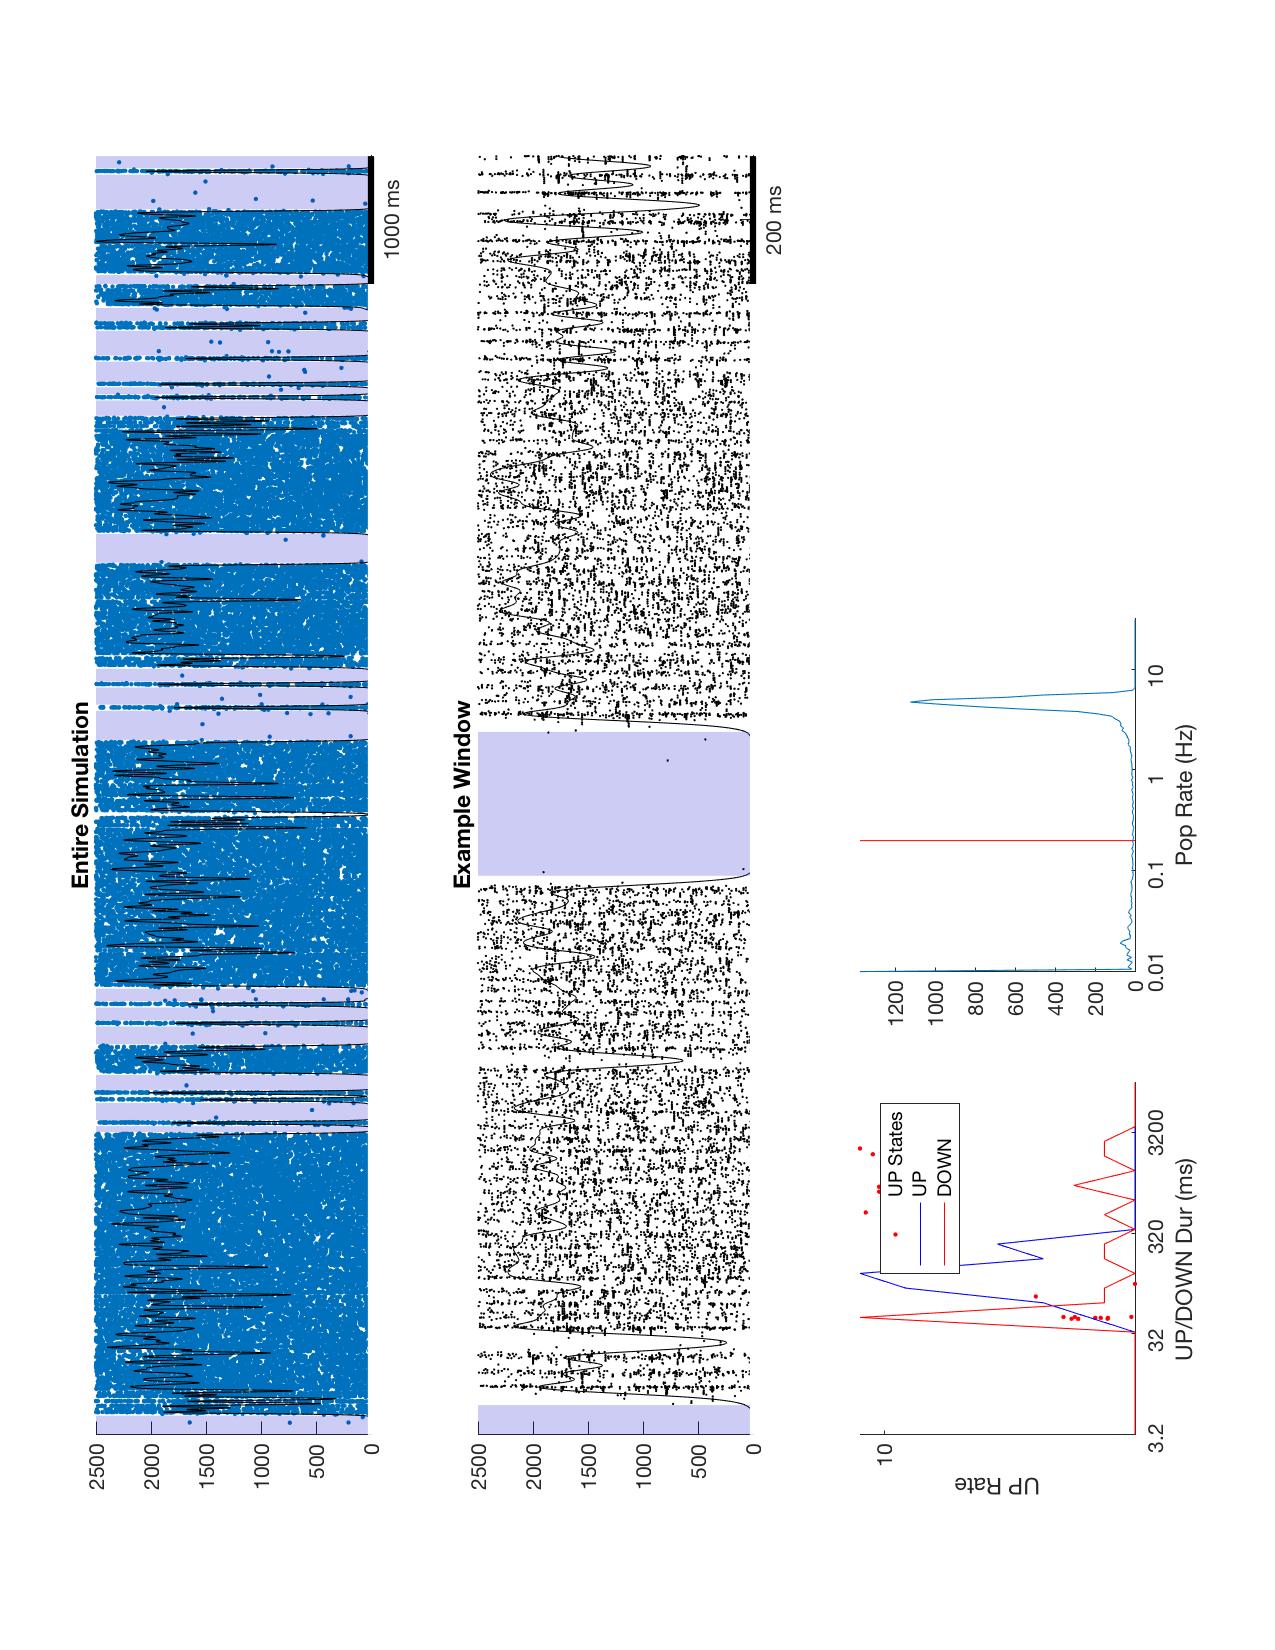 Entire Simulation
2500
2000
1500
1000
500
0
1000 ms
Example Window
2500
2000
1500
1000
500
0
200 ms
UP Rate
10
UP States
UP
DOWN
3.2
32
320
3200
UP/DOWN Dur (ms)
1200
1000
800
600
400
200
0
0.01
0.1
1
10
Pop Rate (Hz)